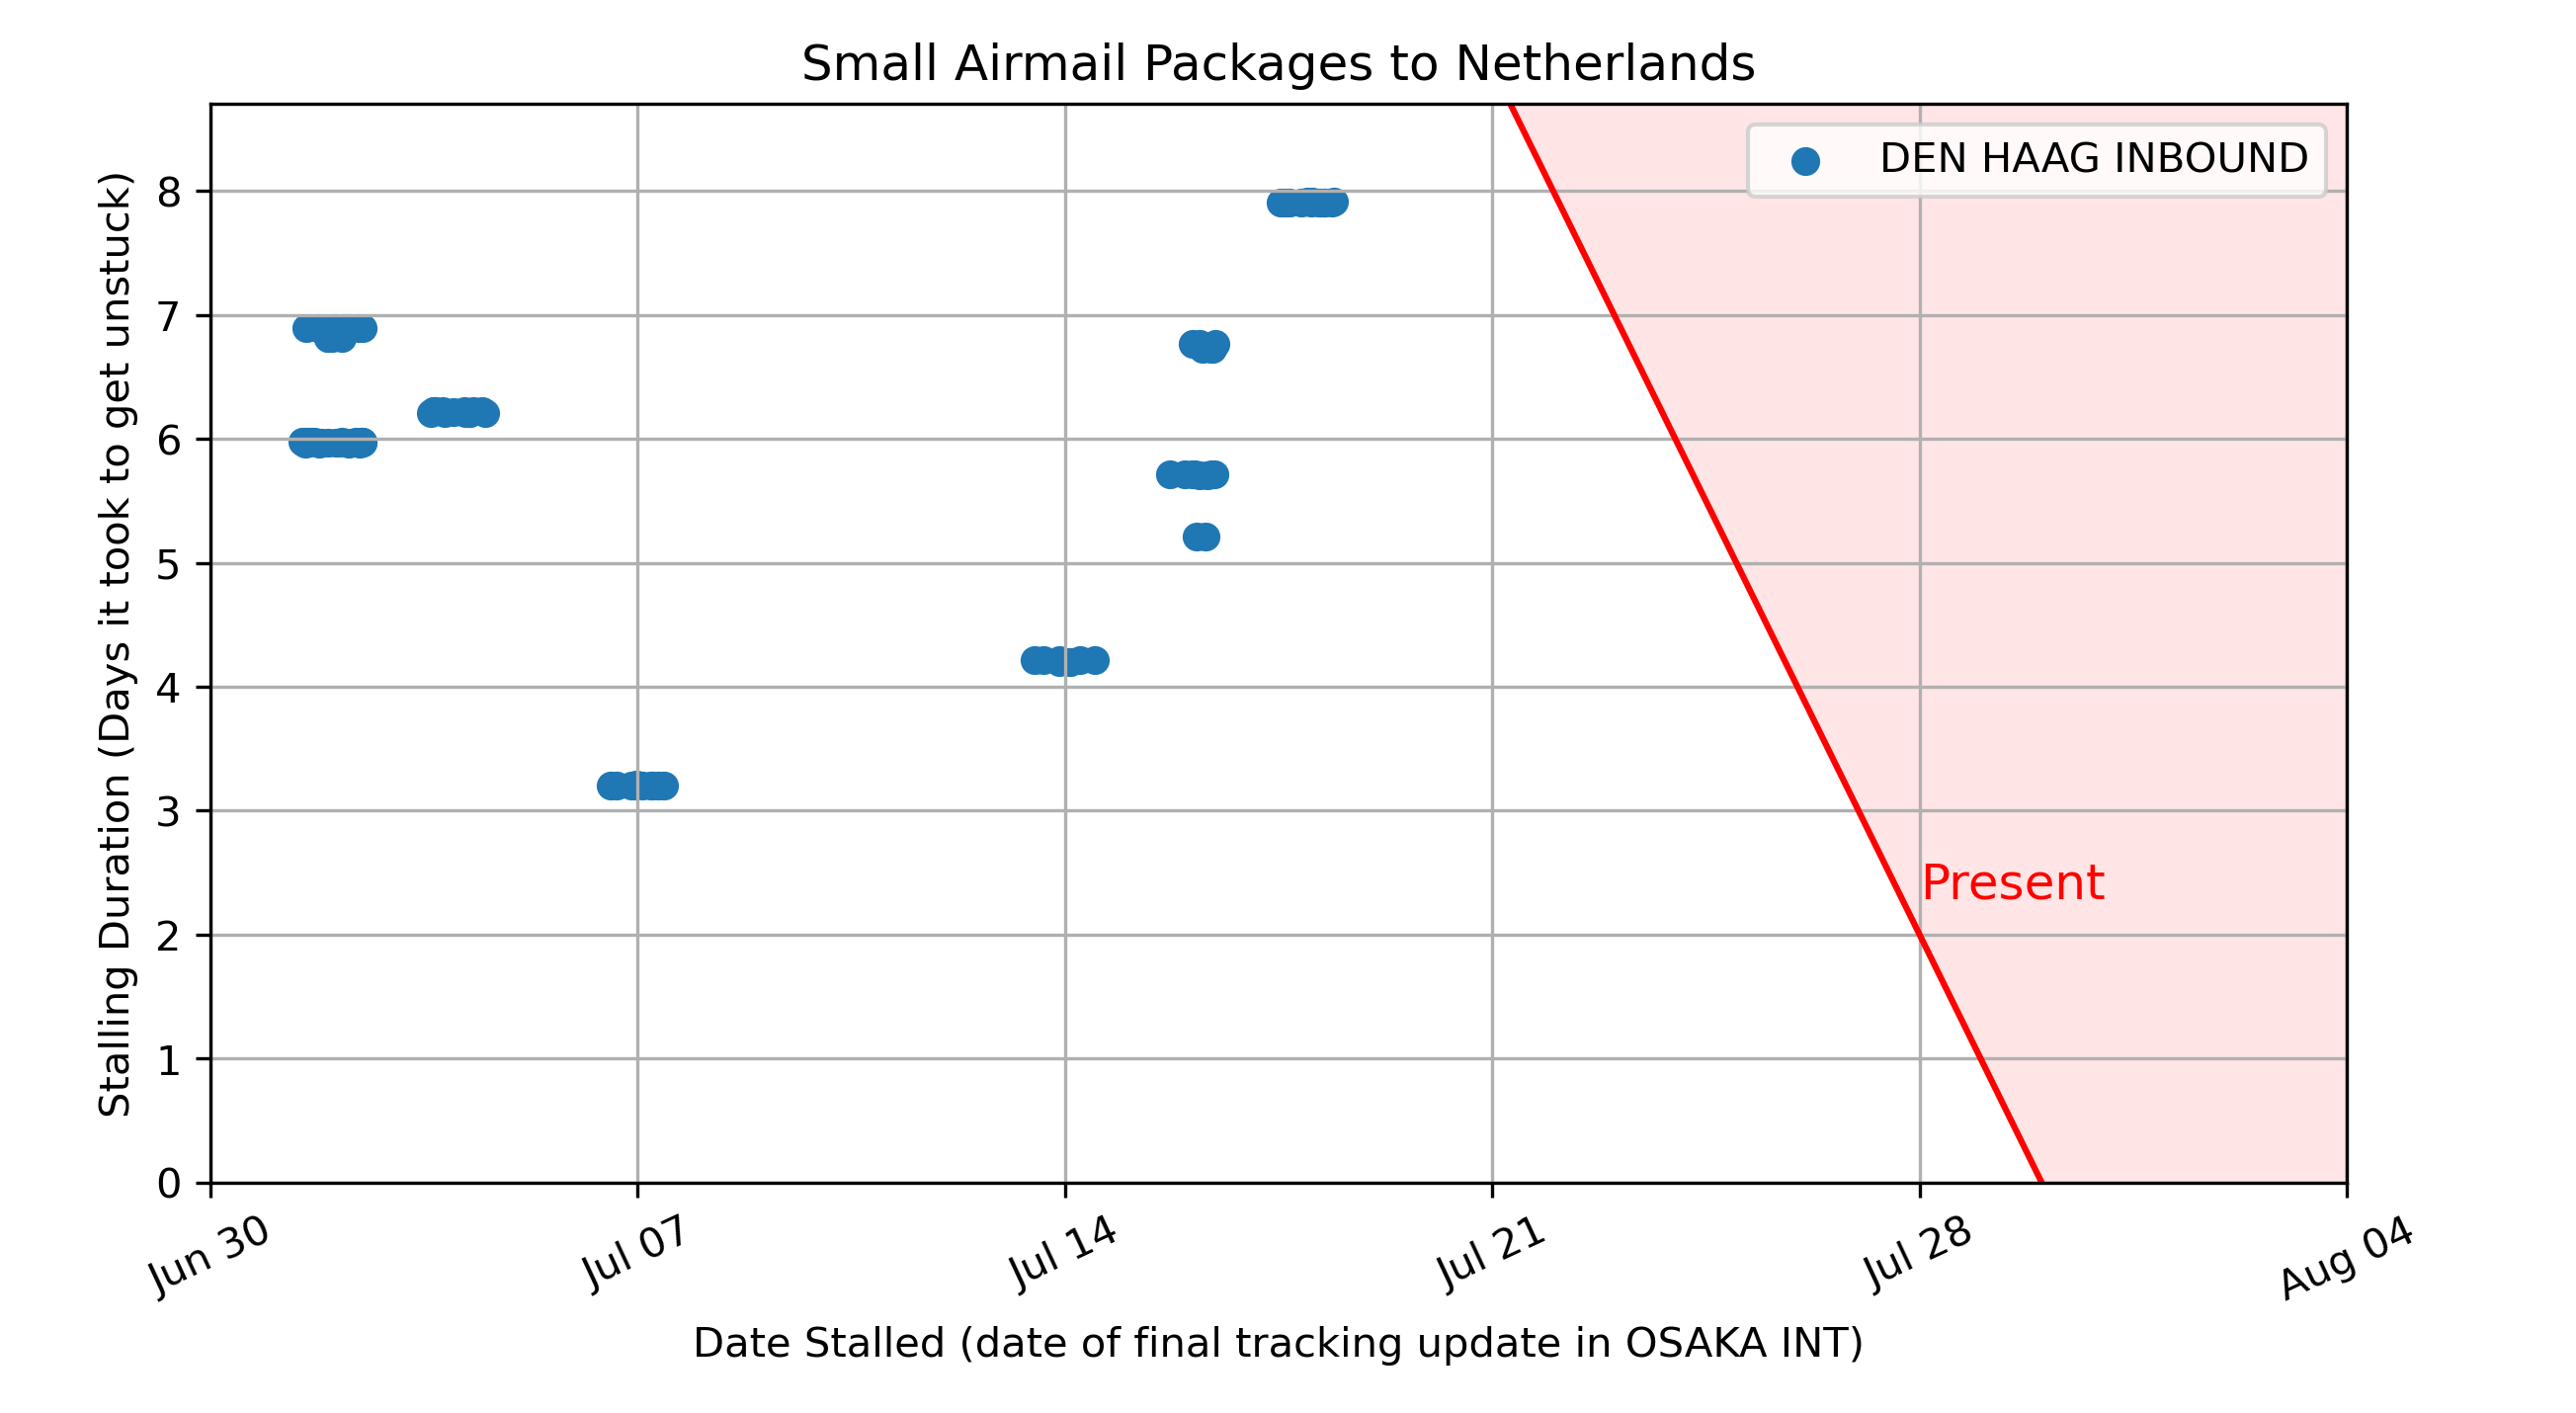 Small Airmail Packages to Netherlands
DEN HAAG INBOUND
Stalling Duration (Days it took to get unstuck)
8
7
6
5
4
3
2
1
0
Present
Jun 30
Jul 07
Jul 14
Jul 21
Jul 28
Aug 04
Date Stalled (date of final tracking update in OSAKA INT)